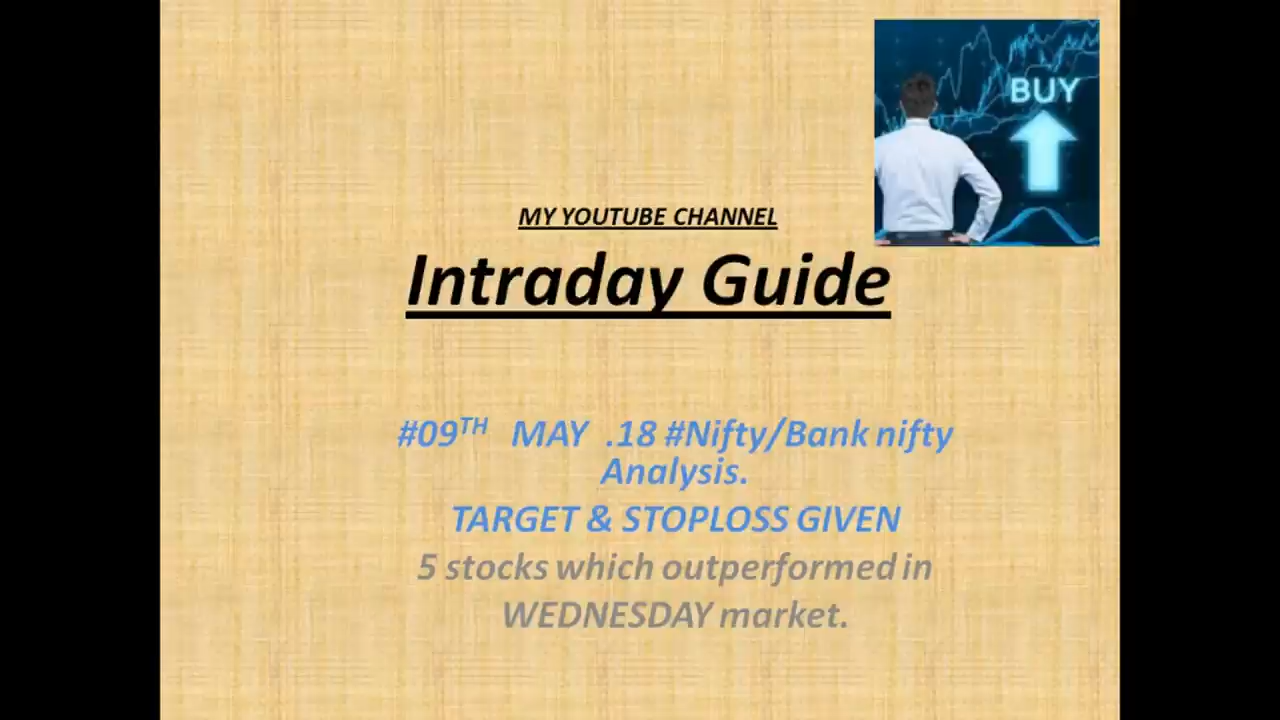 BUY
MY YOUTUBE CHANNEL
Intraday Guide
#09TH MAY .18 #Nifty/Bank nifty
Analysis.
TARGET & STOPLOSS GIVEN
5 stocks which outperformed in
WEDNESDAY market.